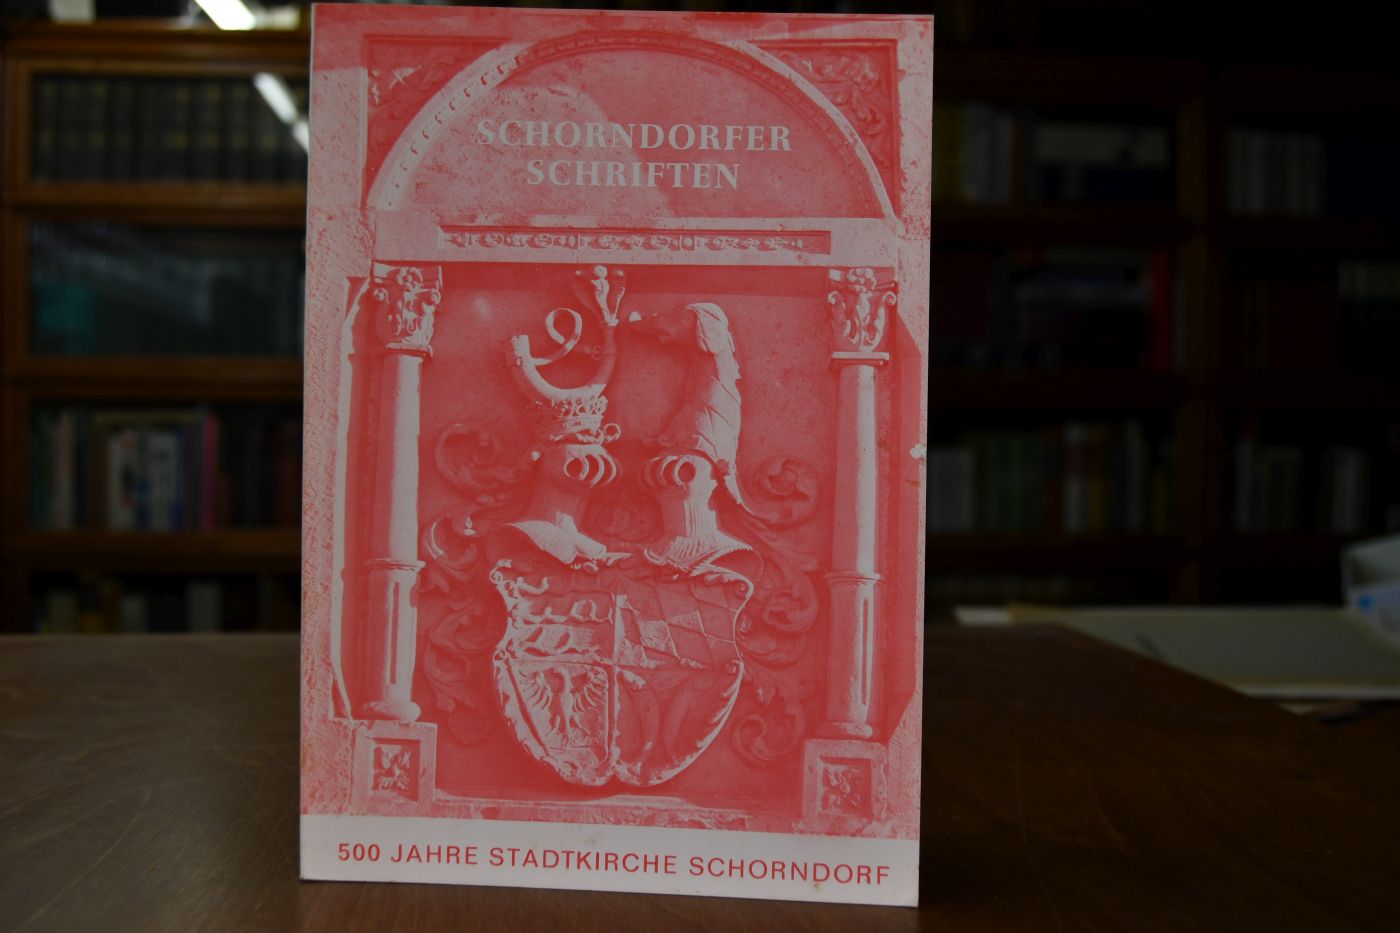 SCHORNDORFER
SCHRIFTEN
500 JAHRE STADTKIRCHE SCHORNDORF